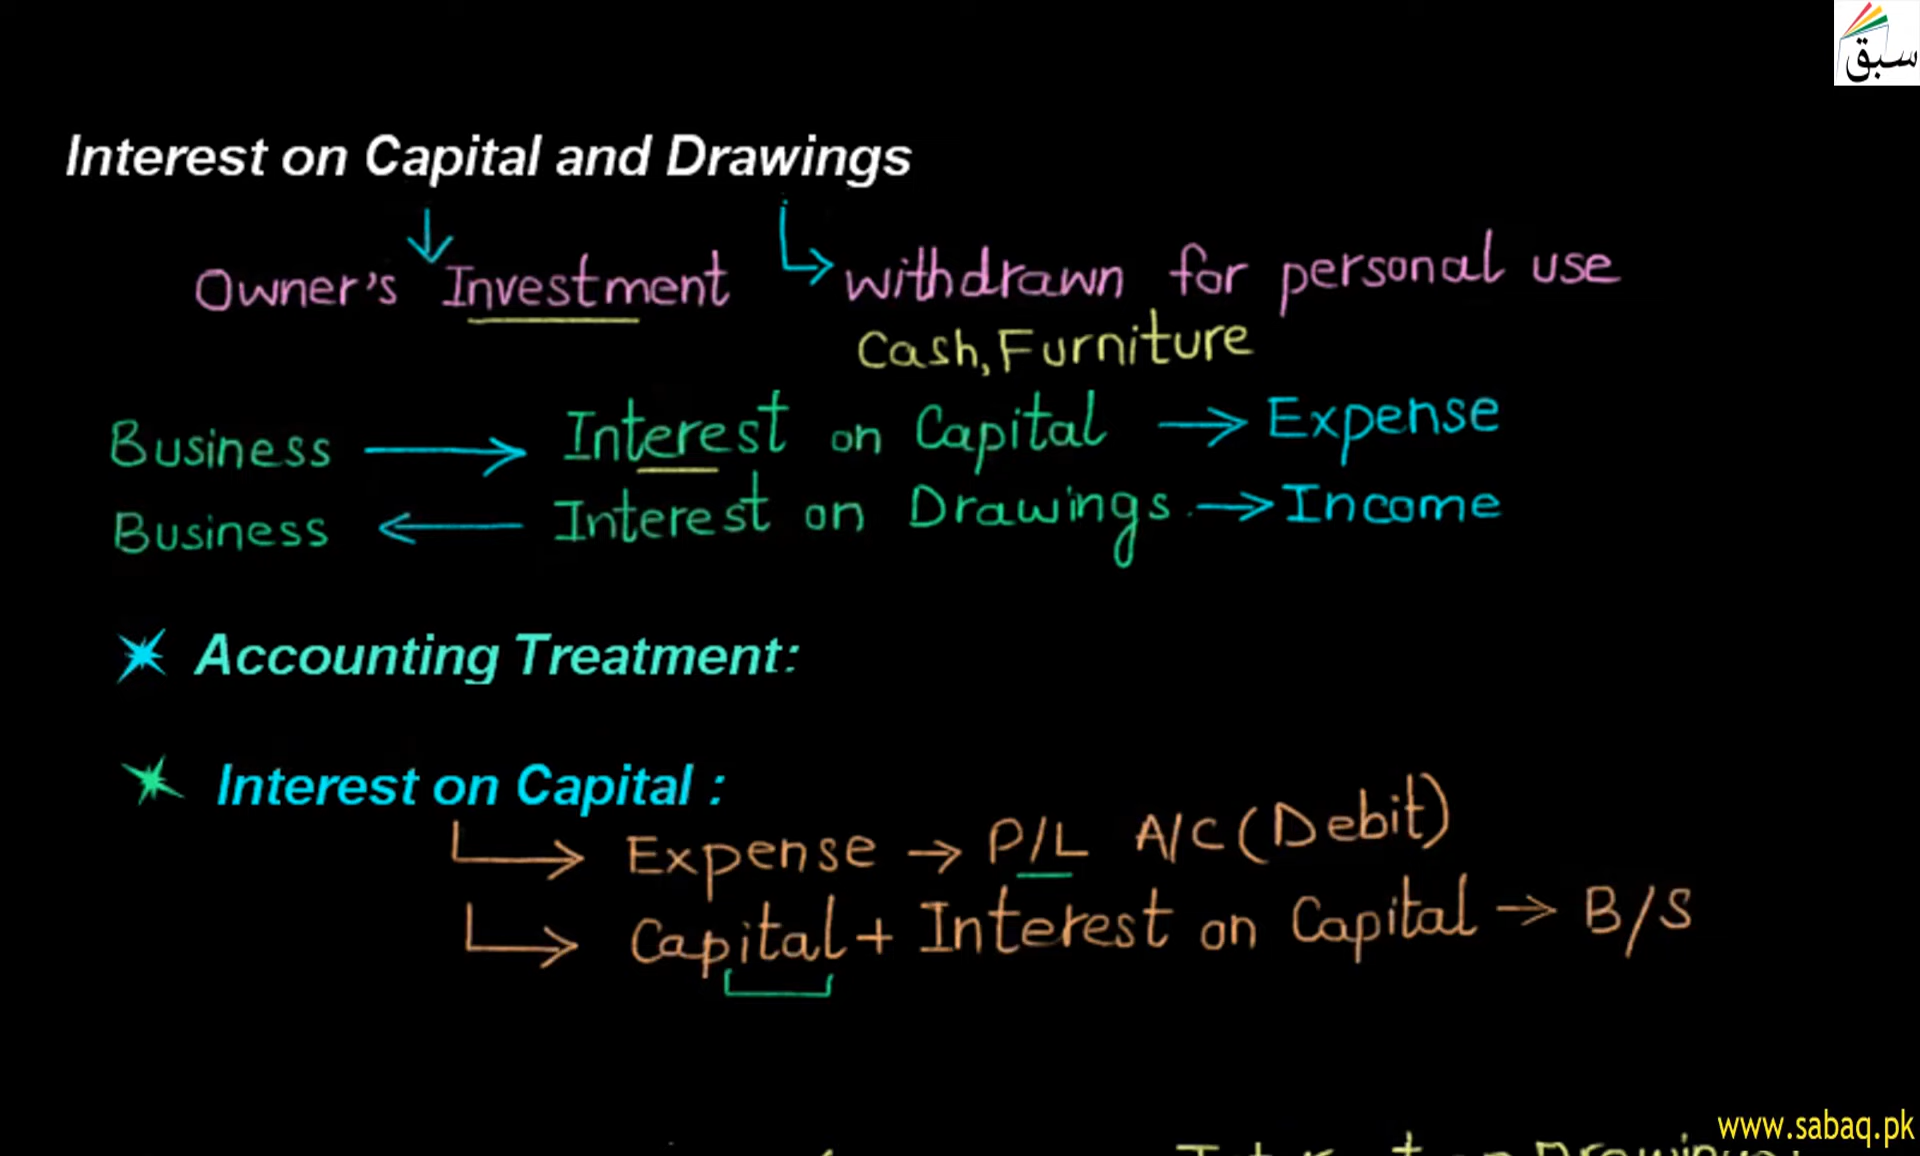 سبق
Interest on Capital and Drawings
Owner's Investment
withdrawn for personal use
Cash, Furniture
Business → Interest on Capital → Expense
Business ← Interest on Drawings → Income
Accounting Treatment:
Interest on Capital :
Expense → P/L A/C (Debit)
Capital + Interest on Capital → B/S
www.sabaq.pk